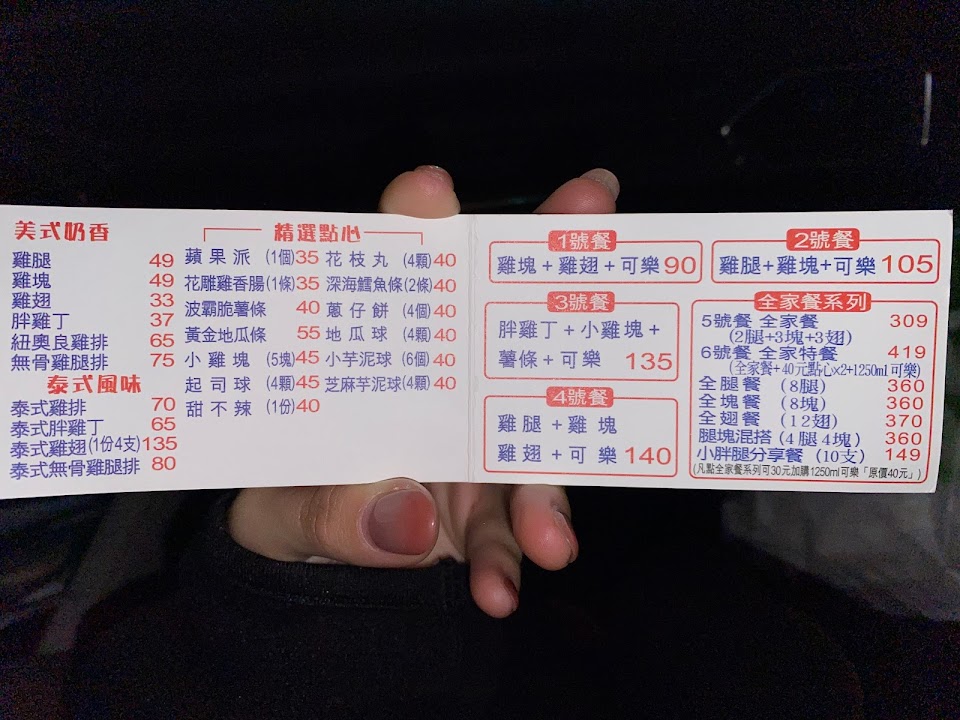 美式奶香
雞腿 49
雞塊 49
雞翅 33
胖雞丁 37
紐奧良雞排 65
無骨雞腿排 75
泰式風味
泰式雞排 70
泰式胖雞丁 65
泰式雞翅(1份4支)135
泰式無骨雞腿排 80
精選點心
蘋果派 (1個)35 花枝丸 (4顆)40
花雕雞香腸(1條)35 深海鱈魚條(2條)40
波霸脆薯條 40 蔥仔餅 (4個)40
黃金地瓜條 55 地瓜球 (4顆)40
小雞塊 (5塊)45 小芋泥球(6個)40
起司球 (4顆)45 芝麻芋泥球(4顆)40
甜不辣 (1份)40
1號餐
雞塊+雞翅+可樂 90
2號餐
雞腿+雞塊+可樂 105
3號餐
胖雞丁+小雞塊+
薯條+可樂 135
4號餐
雞腿+雞塊
雞翅+可樂 140
全家餐系列
5號餐 全家餐 309
(2腿+3塊+3翅)
6號餐 全家特餐 419
(全家餐+40元點心x2+1250ml可樂)
全腿餐 (8腿) 360
全塊餐 (8塊) 360
全翅餐 (12翅) 370
腿塊混搭(4腿4塊) 360
小胖腿分享餐 (10支) 149
(凡點全家餐系列可30元加購1250ml可樂「原價40元」)